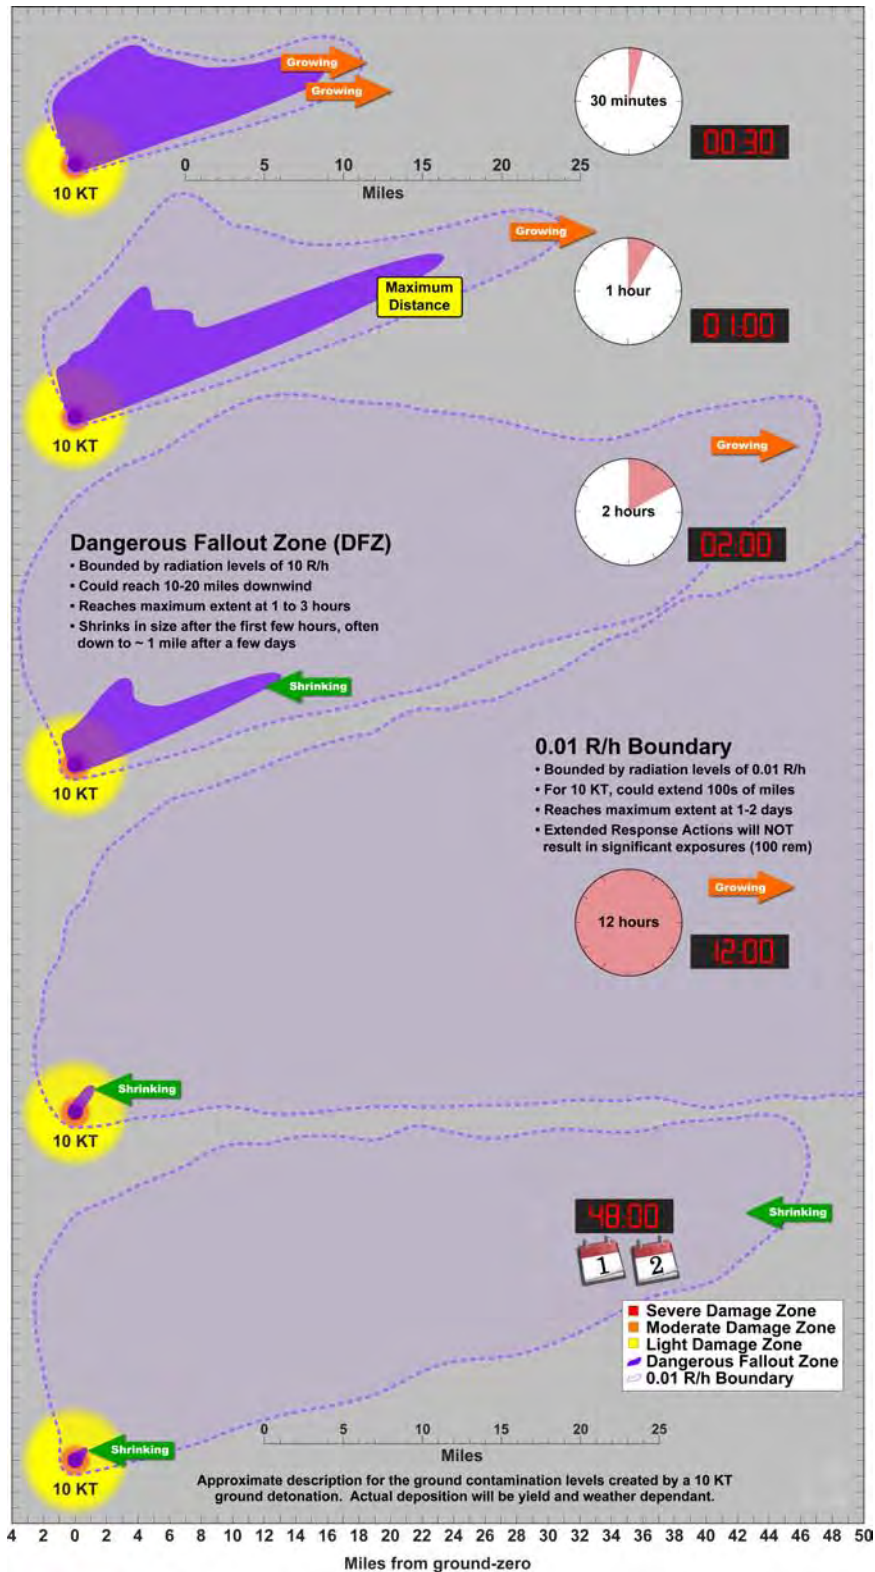 Growing
Growing
30 minutes
00:30
10 KT
0 5 10 15 20 25
Miles
Growing
Maximum
Distance
1 hour
01:00
10 KT
Growing
2 hours
02:00
Dangerous Fallout Zone (DFZ)
• Bounded by radiation levels of 10 R/h
• Could reach 10-20 miles downwind
• Reaches maximum extent at 1 to 3 hours
• Shrinks in size after the first few hours, often
down to ~ 1 mile after a few days
Shrinking
10 KT
0.01 R/h Boundary
• Bounded by radiation levels of 0.01 R/h
• For 10 KT, could extend 100s of miles
• Reaches maximum extent at 1-2 days
• Extended Response Actions will NOT
result in significant exposures (100 rem)
Growing
12 hours
12:00
Shrinking
10 KT
48:00
Shrinking
1 2
Severe Damage Zone
Moderate Damage Zone
Light Damage Zone
Dangerous Fallout Zone
0.01 R/h Boundary
Shrinking
10 KT
0 5 10 15 20 25
Miles
Approximate description for the ground contamination levels created by a 10 KT
ground detonation. Actual deposition will be yield and weather dependant.
4 2 0 2 4 6 8 10 12 14 16 18 20 22 24 26 28 30 32 34 36 38 40 42 44 46 48 50
Miles from ground-zero